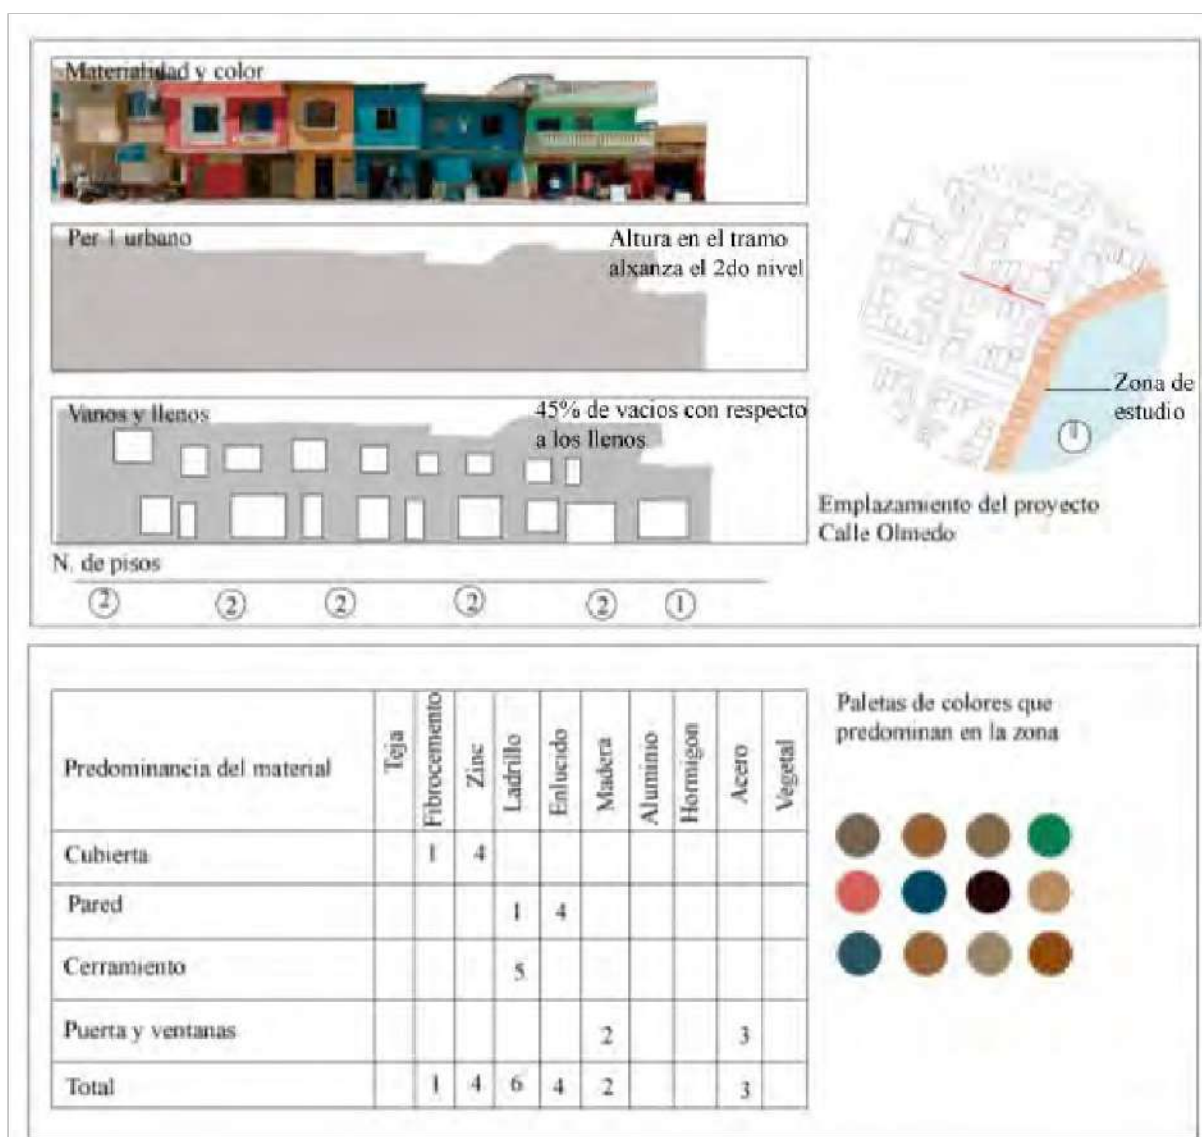 Materialidad y color
Per 1 urbano
Altura en el tramo
alxanza el 2do nivel
Vanos y llenos
45% de vacios con respecto
a los llenos
N. de pisos
2 2 2 2 2 1
Zona de
estudio
Emplazamiento del proyecto
Calle Olmedo
Predominancia del material Teja Fibrocemento Zinc Ladrillo Enlucido Madera Aluminio Hormigon Acero Vegetal
Cubierta 1 4
Pared 1 4
Cerramiento 5
Puerta y ventanas 2 3
Total 1 4 6 4 2 3
Paletas de colores que
predominan en la zona